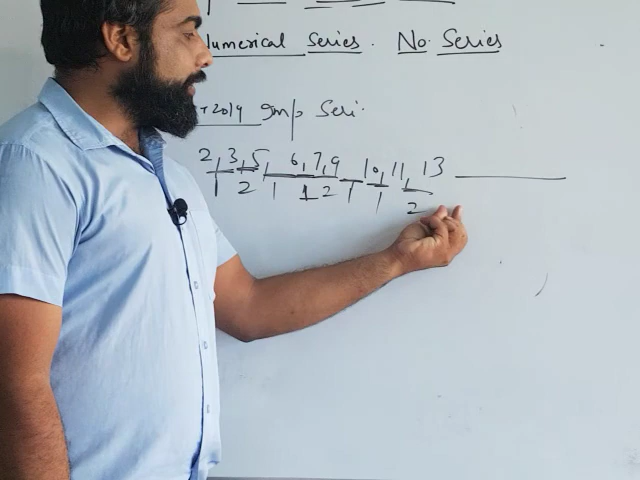 Numerical Series. No. Series
2019 Imp Seri.
2, 3, 5, 6, 7, 9, 10, 11, 13
1 2 1 1 2 1 1 2